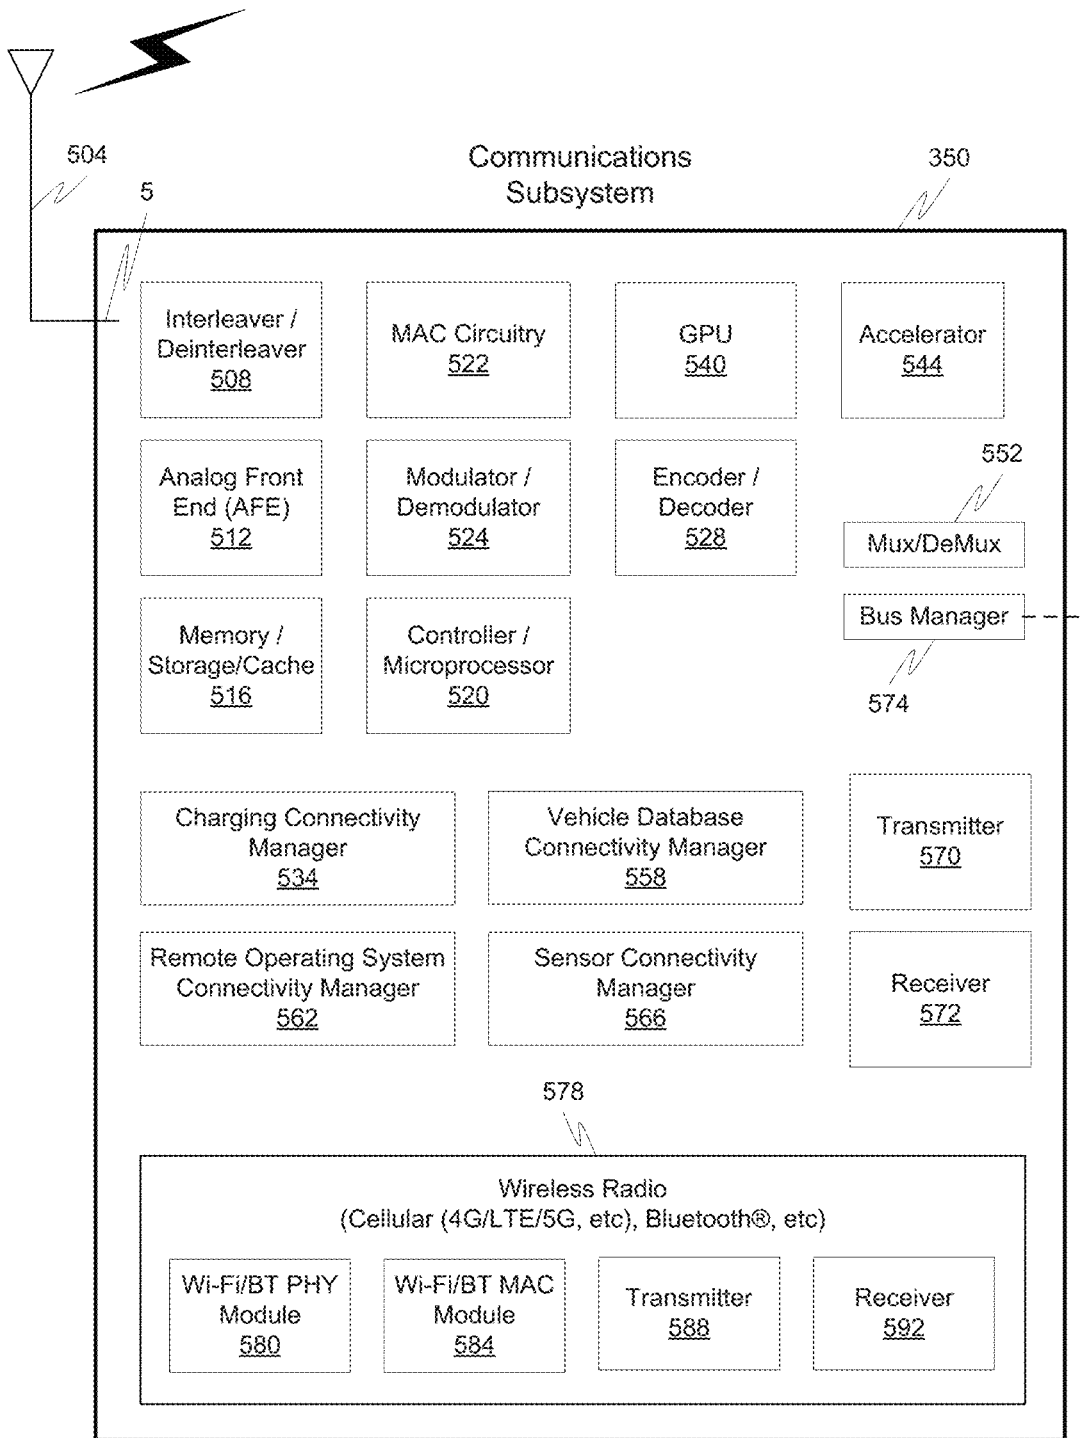 504
5
Communications
Subsystem
350
Interleaver /
Deinterleaver
508
MAC Circuitry
522
GPU
540
Accelerator
544
Analog Front
End (AFE)
512
Modulator /
Demodulator
524
Encoder /
Decoder
528
552
Mux/DeMux
Bus Manager
574
Memory /
Storage/Cache
516
Controller /
Microprocessor
520
Charging Connectivity
Manager
534
Vehicle Database
Connectivity Manager
558
Transmitter
570
Remote Operating System
Connectivity Manager
562
Sensor Connectivity
Manager
566
Receiver
572
578
Wireless Radio
(Cellular (4G/LTE/5G, etc), Bluetooth®, etc)
Wi-Fi/BT PHY
Module
580
Wi-Fi/BT MAC
Module
584
Transmitter
588
Receiver
592